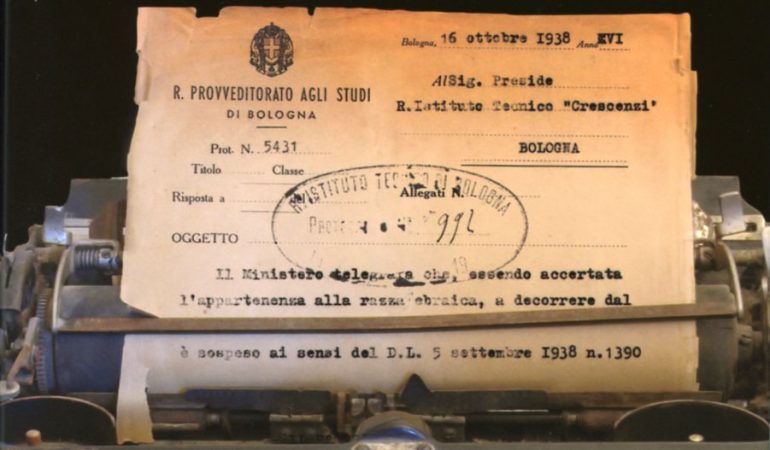 Bologna, 16 ottobre 1938 Anno XVI
R. PROVVEDITORATO AGLI STUDI
DI BOLOGNA
Al Sig. Preside
R. Istituto Tecnico "Crescenzi"
BOLOGNA
Prot. N. 5431
Titolo Classe
Risposta a
Allegati N.
OGGETTO
R. ISTITUTO TECNICO DI BOLOGNA
992
Il Ministero telegrafa che, essendo accertata
l'appartenenza alla razza ebraica, a decorrere dal
è sospeso ai sensi del D.L. 5 settembre 1938 n.1390